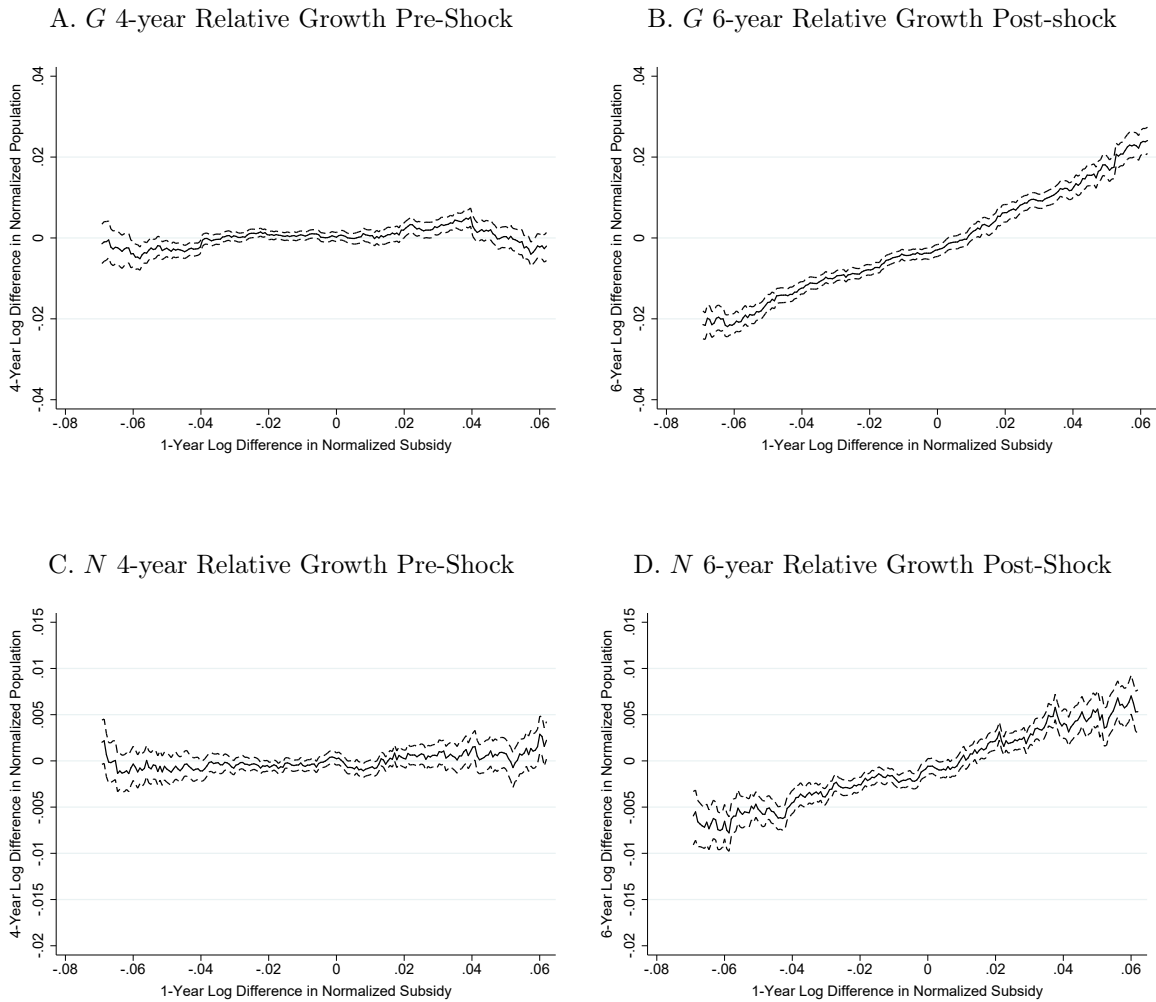 A. G 4-year Relative Growth Pre-Shock
4-Year Log Difference in Normalized Population
.04
.02
0
-.02
-.04
-.08 -.06 -.04 -.02 0 .02 .04 .06
1-Year Log Difference in Normalized Subsidy
B. G 6-year Relative Growth Post-shock
6-Year Log Difference in Normalized Population
.04
.02
0
-.02
-.04
-.08 -.06 -.04 -.02 0 .02 .04 .06
1-Year Log Difference in Normalized Subsidy
C. N 4-year Relative Growth Pre-Shock
4-Year Log Difference in Normalized Population
.015
.01
.005
0
-.005
-.01
-.015
-.02
-.08 -.06 -.04 -.02 0 .02 .04 .06
1-Year Log Difference in Normalized Subsidy
D. N 6-year Relative Growth Post-Shock
6-Year Log Difference in Normalized Population
.015
.01
.005
0
-.005
-.01
-.015
-.02
-.08 -.06 -.04 -.02 0 .02 .04 .06
1-Year Log Difference in Normalized Subsidy